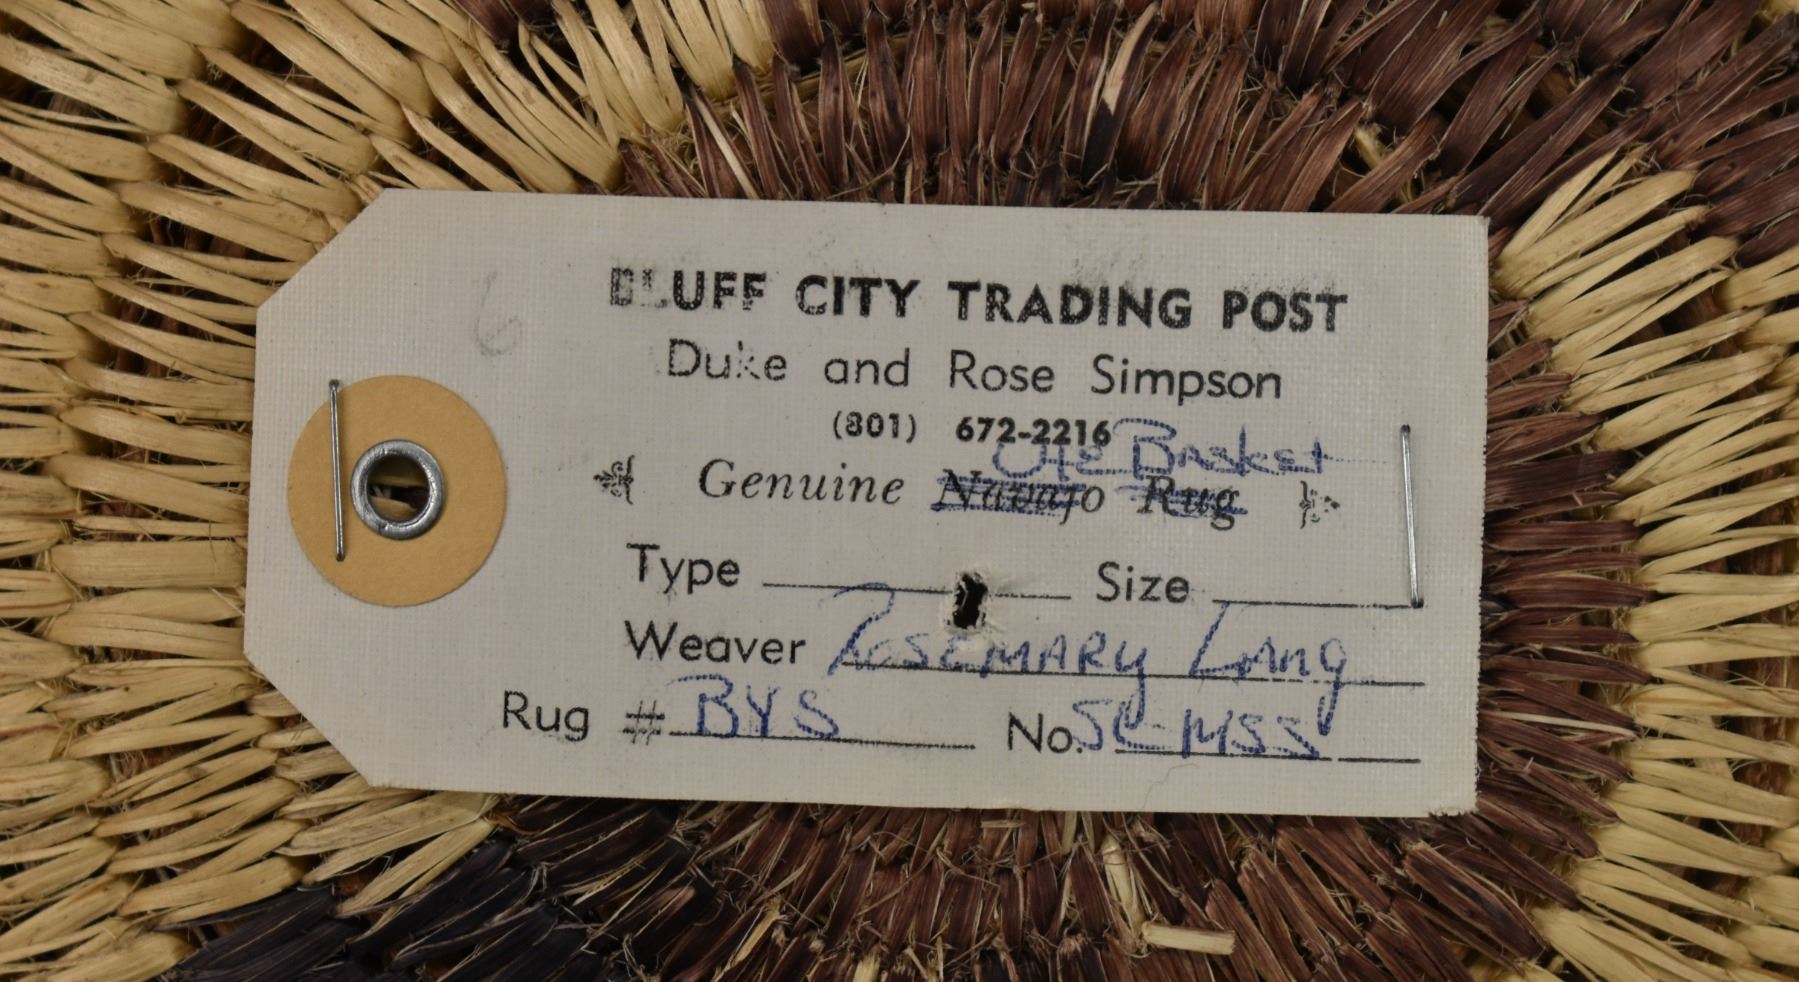 BLUFF CITY TRADING POST
Duke and Rose Simpson
(801) 672-2216
Ute Basket
Genuine Navajo Rug
Type Size
Weaver Rosemary Lang
Rug # BYS No. SC-MSS
6